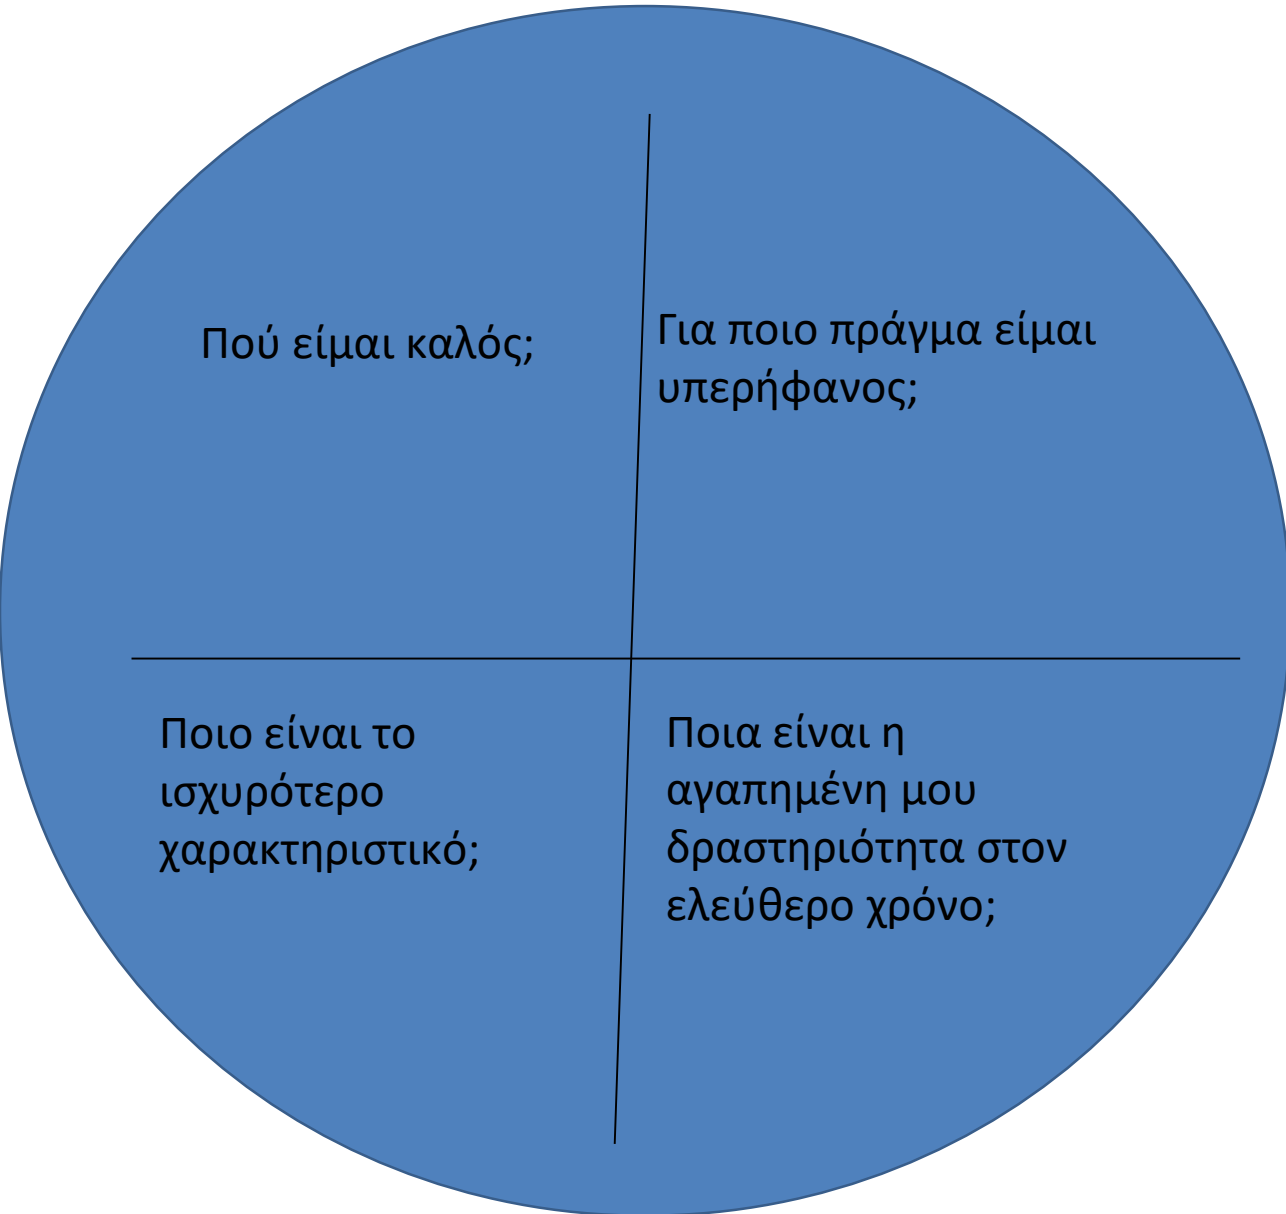 Πού είμαι καλός;
Για ποιο πράγμα είμαι
υπερήφανος;
Ποιο είναι το
ισχυρότερο
χαρακτηριστικό;
Ποια είναι η
αγαπημένη μου
δραστηριότητα στον
ελεύθερο χρόνο;